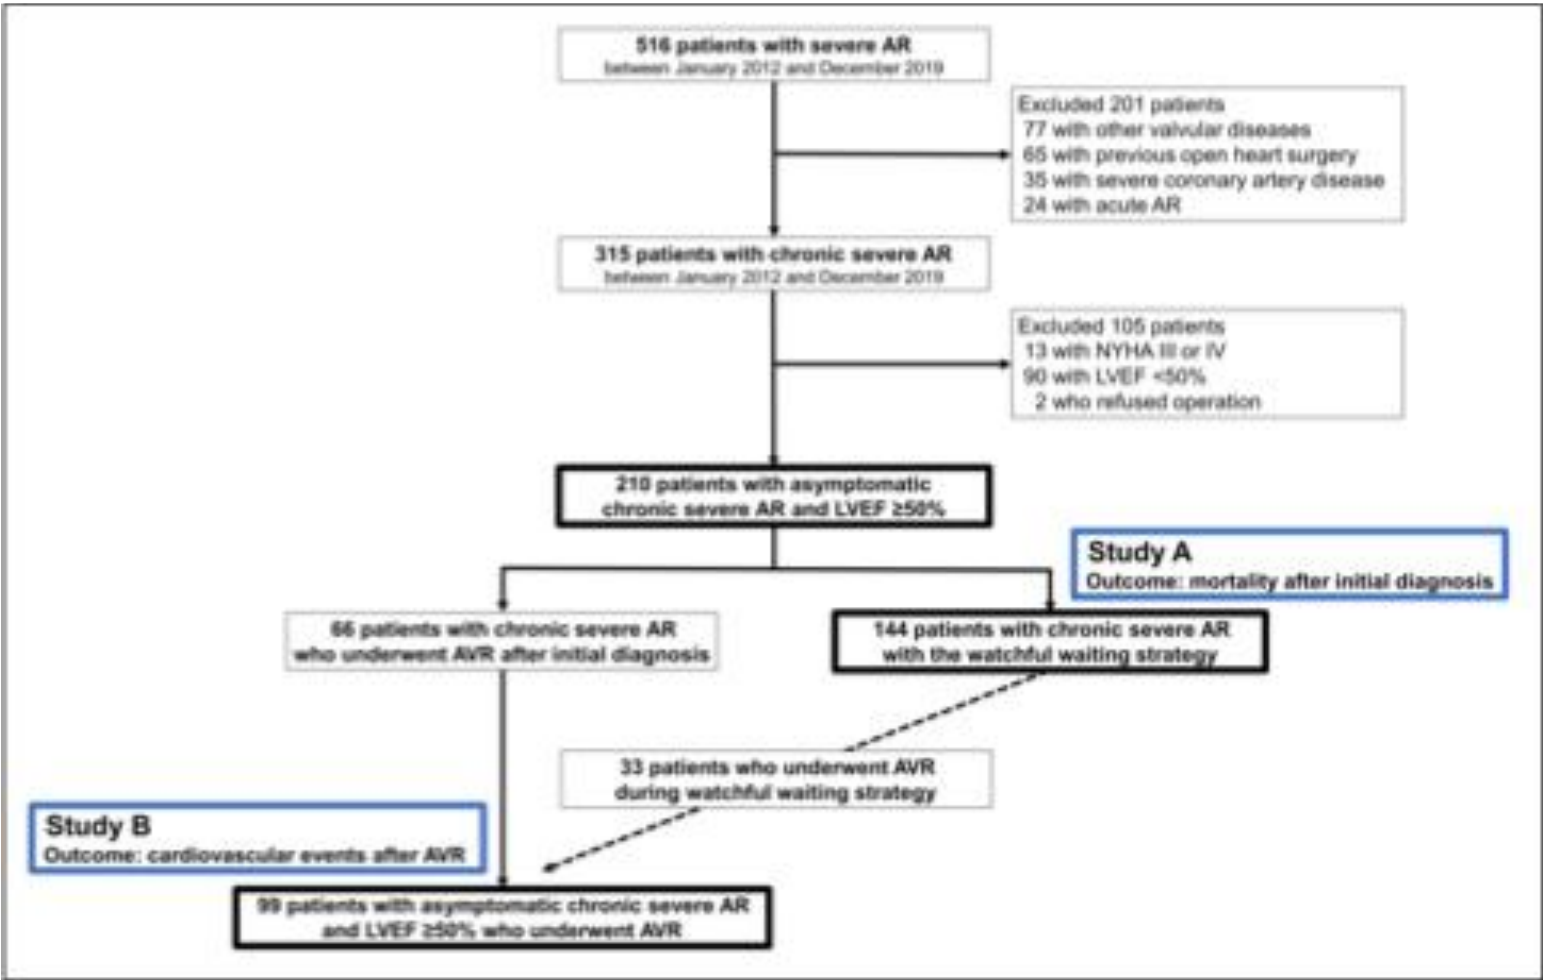 516 patients with severe AR
between January 2012 and December 2019
Excluded 201 patients
77 with other valvular diseases
65 with previous open heart surgery
35 with severe coronary artery disease
24 with acute AR
315 patients with chronic severe AR
between January 2012 and December 2019
Excluded 105 patients
13 with NYHA III or IV
90 with LVEF <50%
2 who refused operation
210 patients with asymptomatic
chronic severe AR and LVEF ≥50%
Study A
Outcome: mortality after initial diagnosis
66 patients with chronic severe AR
who underwent AVR after initial diagnosis
144 patients with chronic severe AR
with the watchful waiting strategy
33 patients who underwent AVR
during watchful waiting strategy
Study B
Outcome: cardiovascular events after AVR
99 patients with asymptomatic chronic severe AR
and LVEF ≥50% who underwent AVR